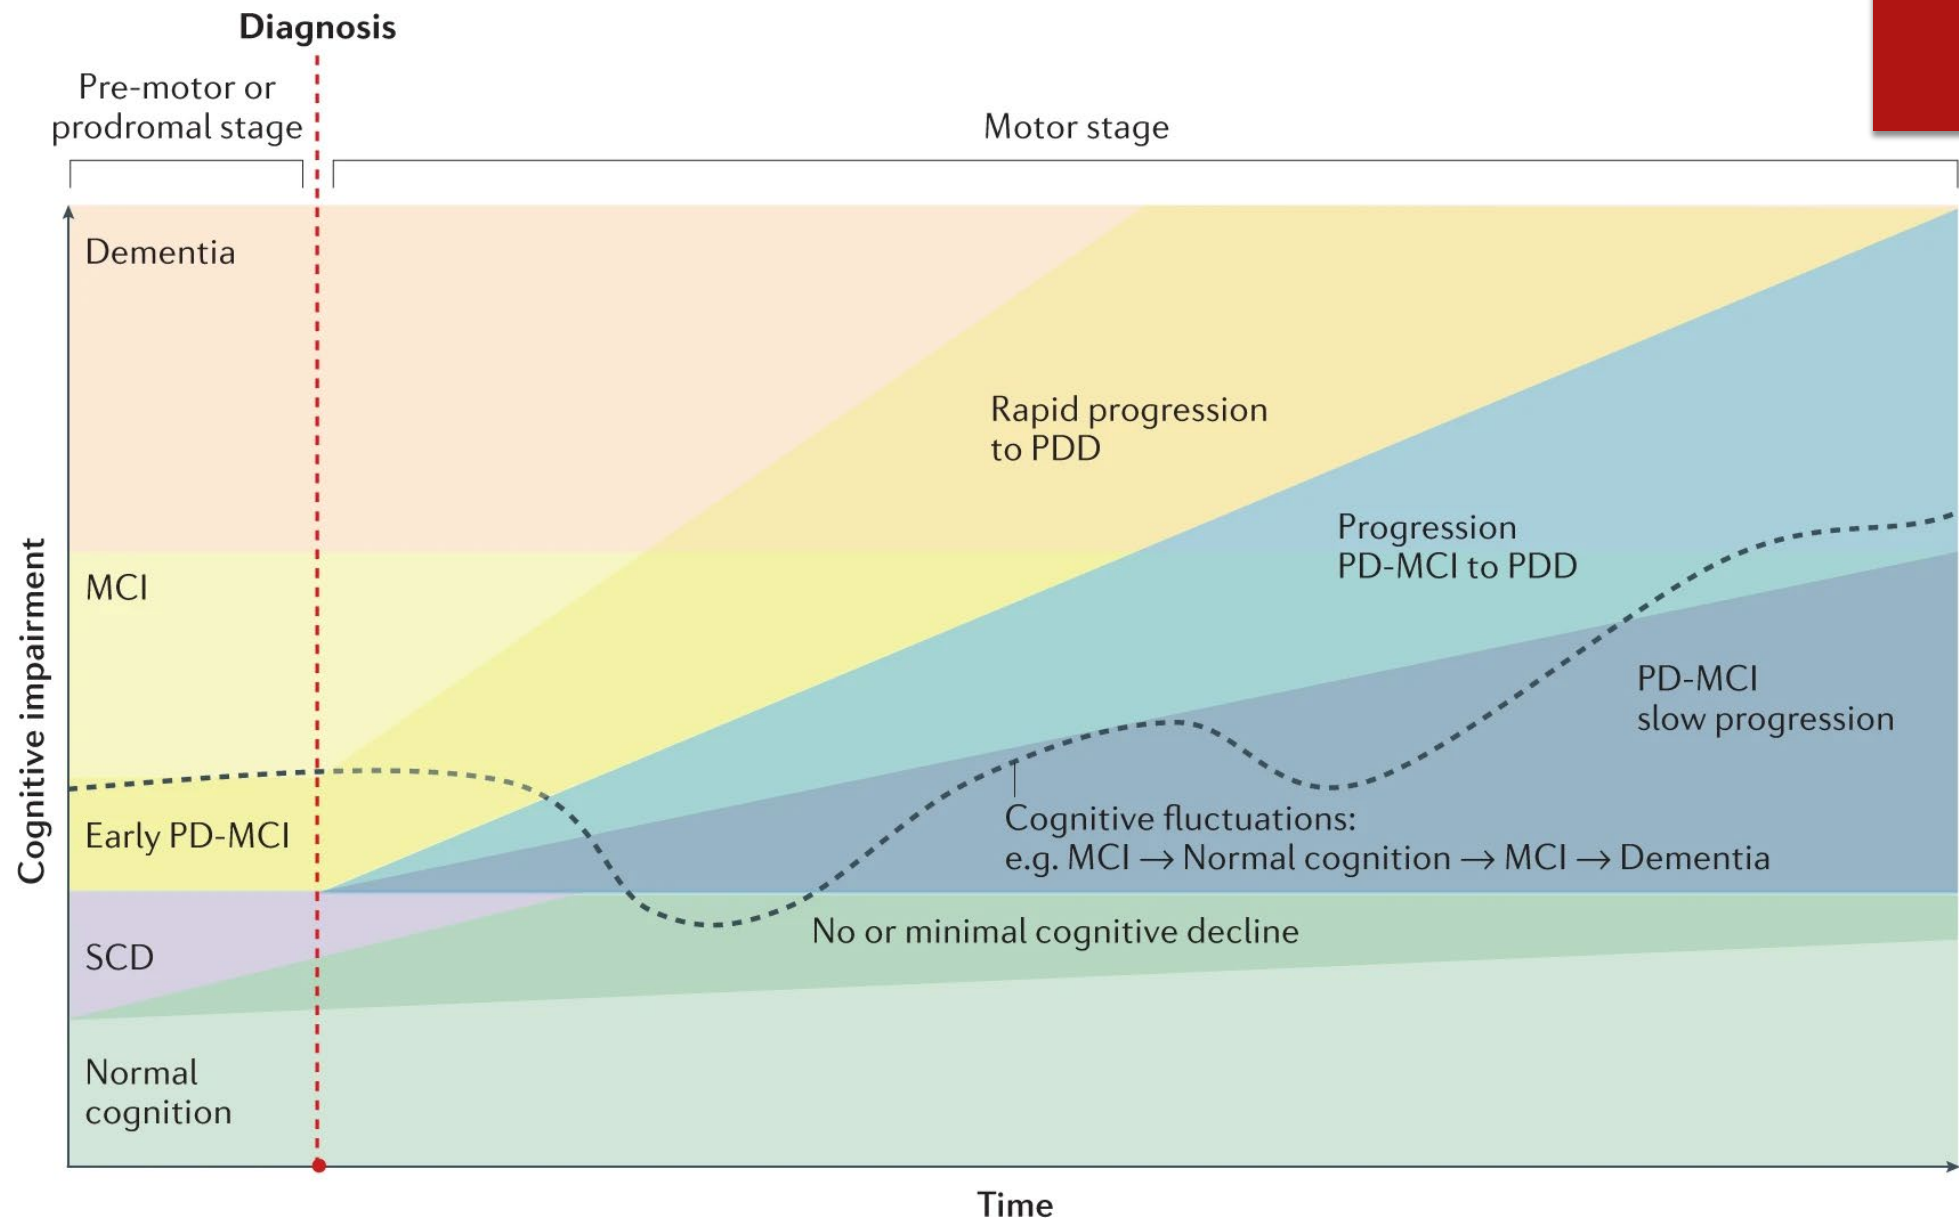 Diagnosis
Pre-motor or
prodromal stage
Motor stage
Dementia
Rapid progression
to PDD
Progression
PD-MCI to PDD
MCI
PD-MCI
slow progression
Cognitive fluctuations:
e.g. MCI → Normal cognition → MCI → Dementia
Early PD-MCI
No or minimal cognitive decline
SCD
Normal
cognition
Cognitive impairment
Time